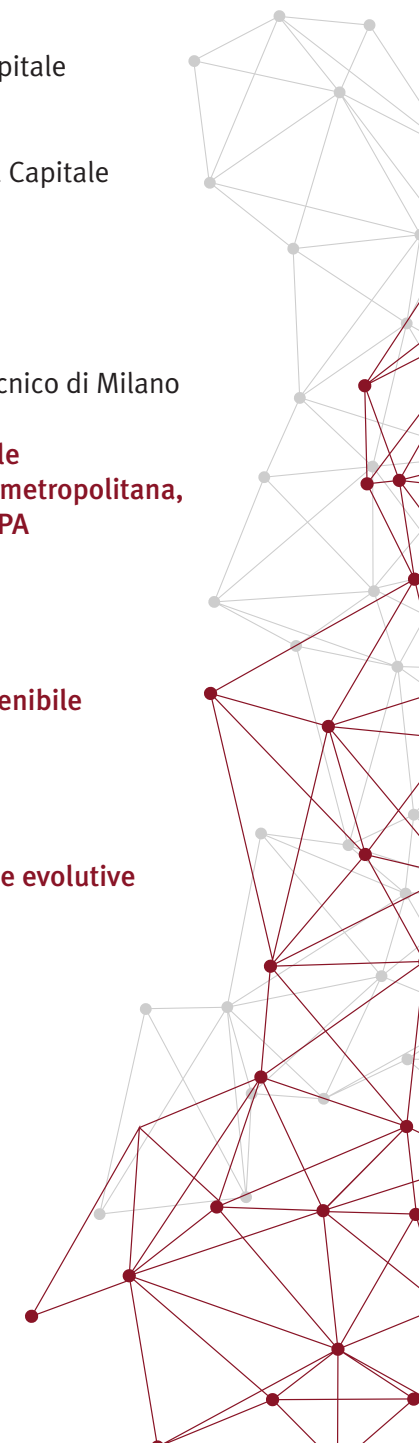 pitale
Capitale
cnico di Milano
le
metropolitana,
PA
enibile
e evolutive